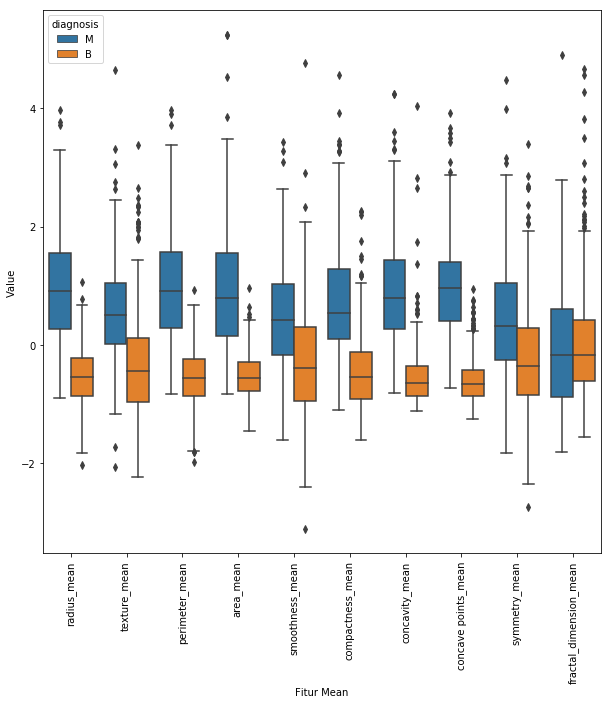 diagnosis
M
B
4
2
0
−2
Value
radius_mean
texture_mean
perimeter_mean
area_mean
smoothness_mean
compactness_mean
concavity_mean
concave points_mean
symmetry_mean
fractal_dimension_mean
Fitur Mean